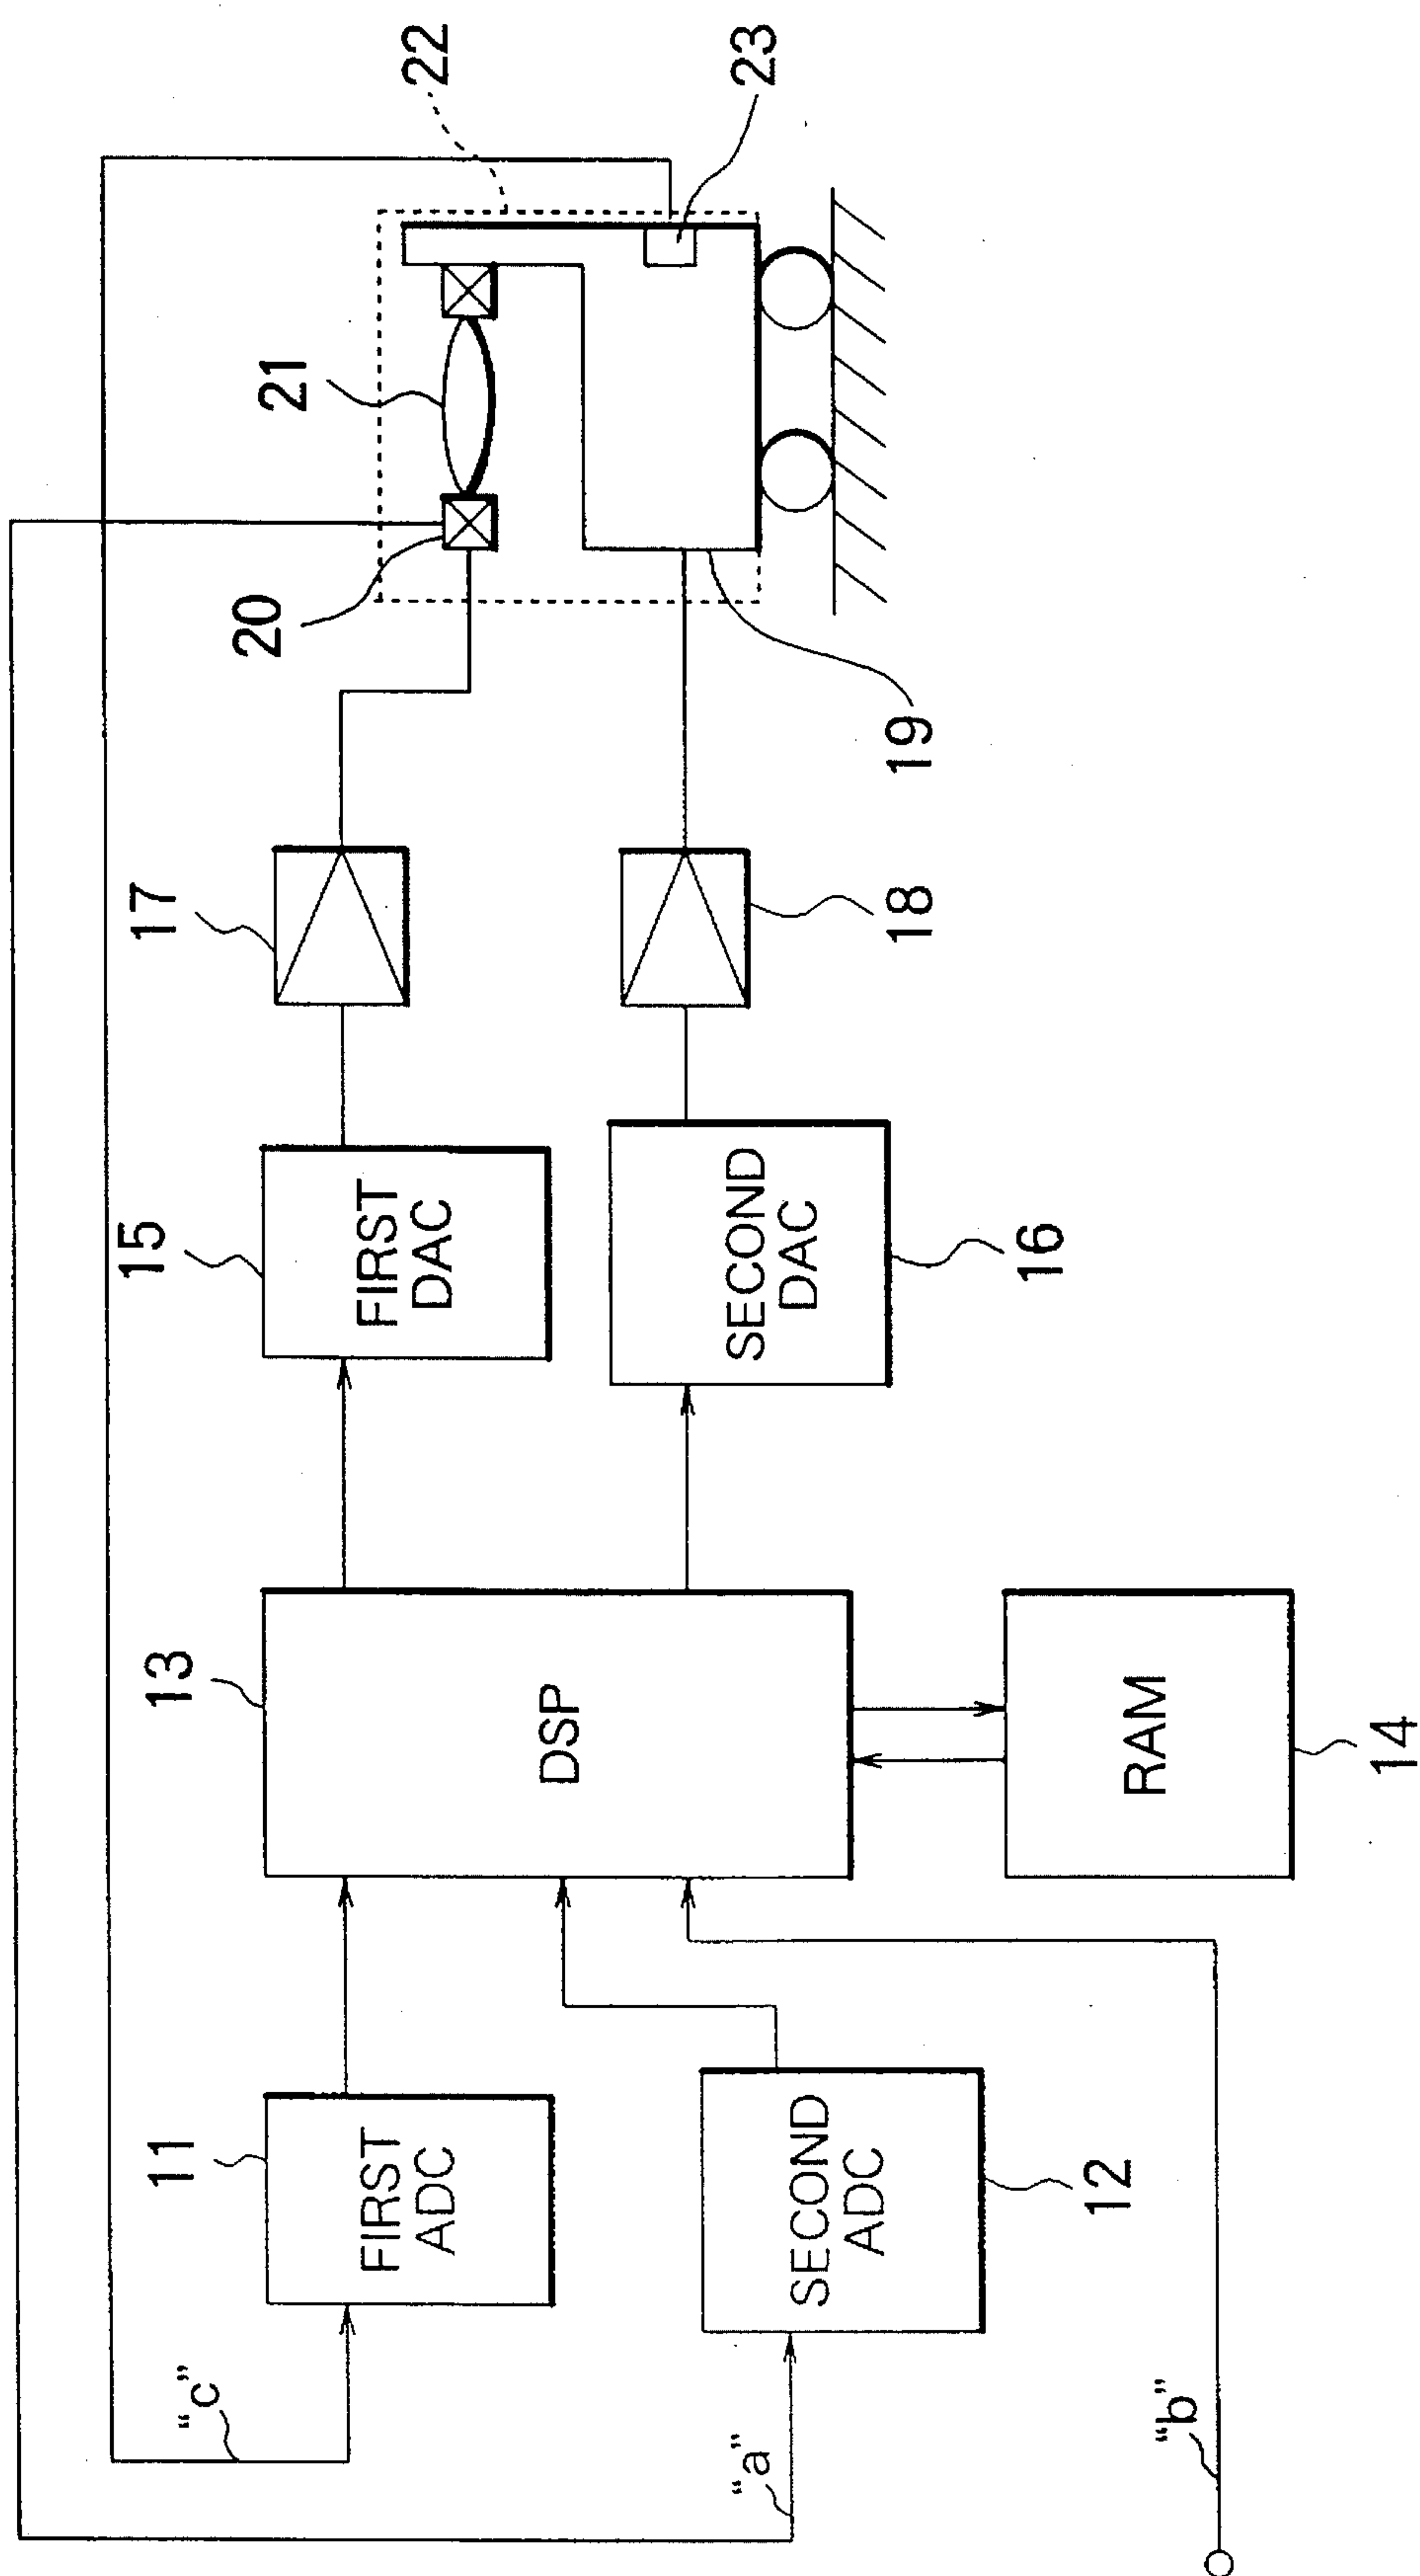 22
23
21
20
19
17
18
15
FIRST
DAC
SECOND
DAC
16
13
DSP
RAM
14
11
FIRST
ADC
SECOND
ADC
12
“c”
“a”
“b”